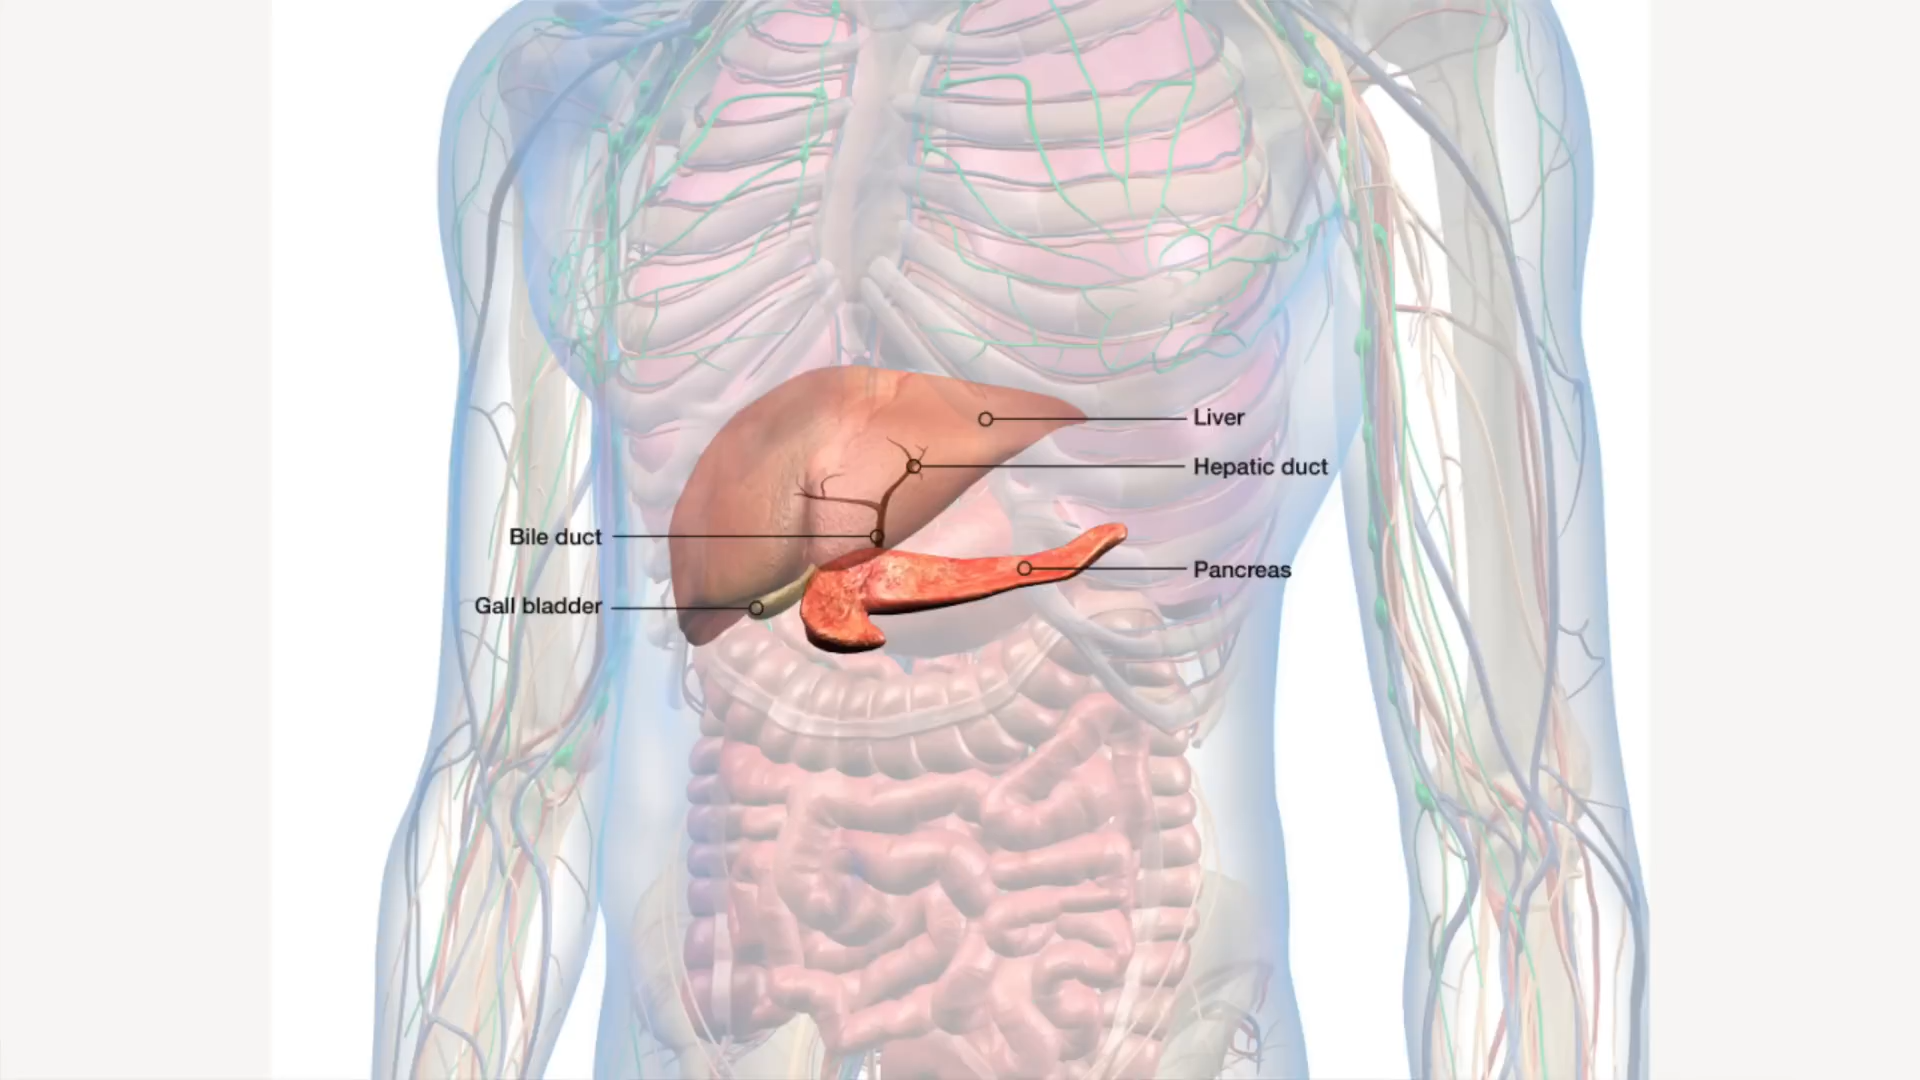 Liver
Hepatic duct
Bile duct
Pancreas
Gall bladder